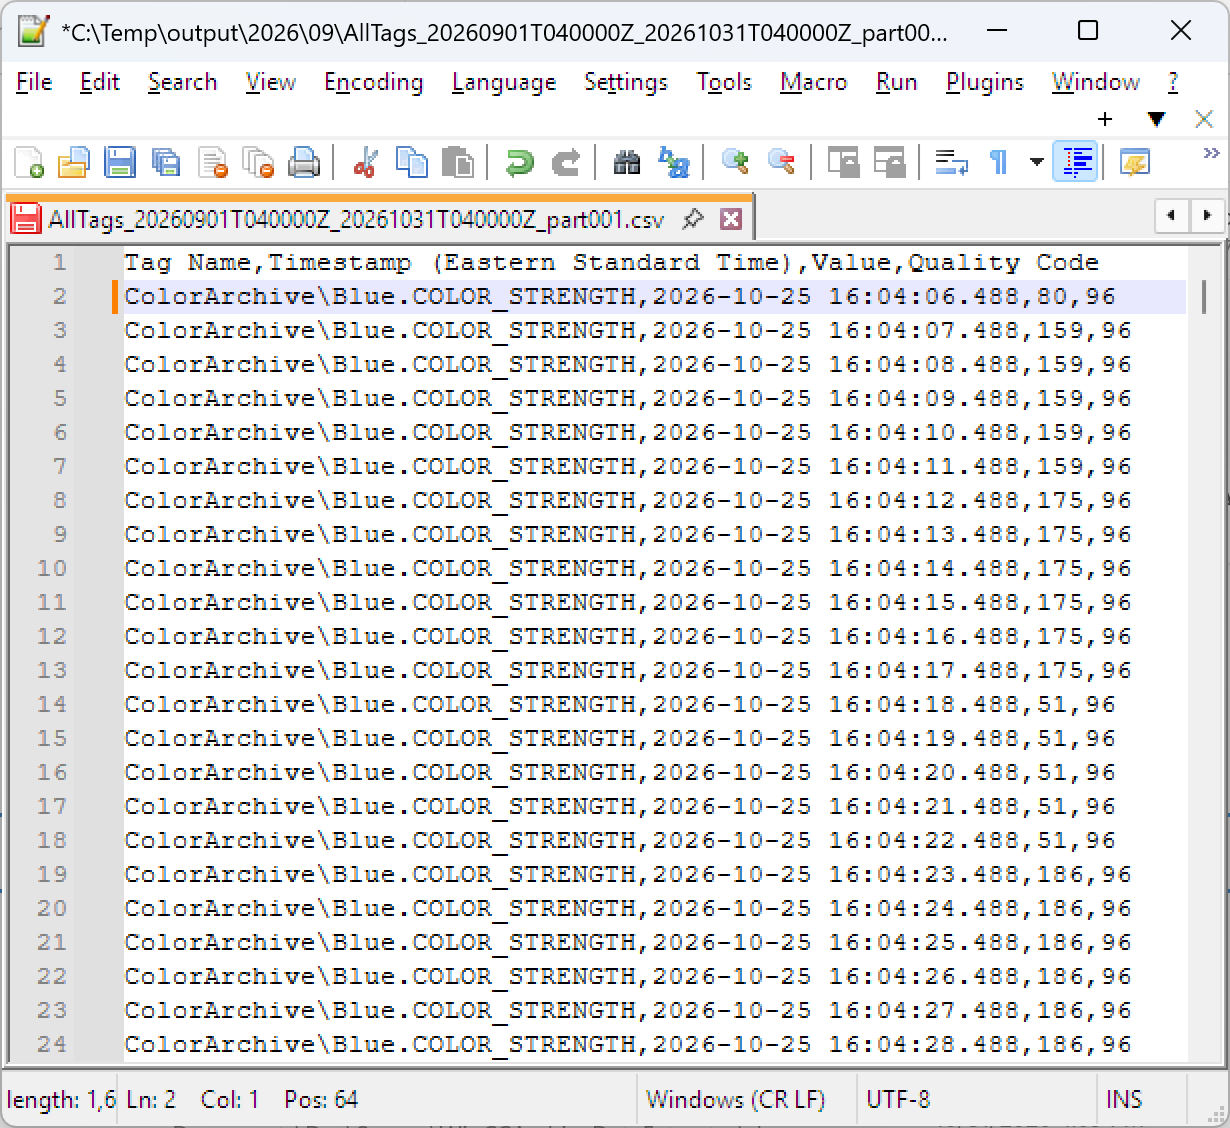 *C:\Temp\output\2026\09\AllTags_20260901T040000Z_20261031T040000Z_part00...
File Edit Search View Encoding Language Settings Tools Macro Run Plugins Window ?
AllTags_20260901T040000Z_20261031T040000Z_part001.csv
1 Tag Name,Timestamp (Eastern Standard Time),Value,Quality Code
2 ColorArchive\Blue.COLOR_STRENGTH,2026-10-25 16:04:06.488,80,96
3 ColorArchive\Blue.COLOR_STRENGTH,2026-10-25 16:04:07.488,159,96
4 ColorArchive\Blue.COLOR_STRENGTH,2026-10-25 16:04:08.488,159,96
5 ColorArchive\Blue.COLOR_STRENGTH,2026-10-25 16:04:09.488,159,96
6 ColorArchive\Blue.COLOR_STRENGTH,2026-10-25 16:04:10.488,159,96
7 ColorArchive\Blue.COLOR_STRENGTH,2026-10-25 16:04:11.488,159,96
8 ColorArchive\Blue.COLOR_STRENGTH,2026-10-25 16:04:12.488,175,96
9 ColorArchive\Blue.COLOR_STRENGTH,2026-10-25 16:04:13.488,175,96
10 ColorArchive\Blue.COLOR_STRENGTH,2026-10-25 16:04:14.488,175,96
11 ColorArchive\Blue.COLOR_STRENGTH,2026-10-25 16:04:15.488,175,96
12 ColorArchive\Blue.COLOR_STRENGTH,2026-10-25 16:04:16.488,175,96
13 ColorArchive\Blue.COLOR_STRENGTH,2026-10-25 16:04:17.488,175,96
14 ColorArchive\Blue.COLOR_STRENGTH,2026-10-25 16:04:18.488,51,96
15 ColorArchive\Blue.COLOR_STRENGTH,2026-10-25 16:04:19.488,51,96
16 ColorArchive\Blue.COLOR_STRENGTH,2026-10-25 16:04:20.488,51,96
17 ColorArchive\Blue.COLOR_STRENGTH,2026-10-25 16:04:21.488,51,96
18 ColorArchive\Blue.COLOR_STRENGTH,2026-10-25 16:04:22.488,51,96
19 ColorArchive\Blue.COLOR_STRENGTH,2026-10-25 16:04:23.488,186,96
20 ColorArchive\Blue.COLOR_STRENGTH,2026-10-25 16:04:24.488,186,96
21 ColorArchive\Blue.COLOR_STRENGTH,2026-10-25 16:04:25.488,186,96
22 ColorArchive\Blue.COLOR_STRENGTH,2026-10-25 16:04:26.488,186,96
23 ColorArchive\Blue.COLOR_STRENGTH,2026-10-25 16:04:27.488,186,96
24 ColorArchive\Blue.COLOR_STRENGTH,2026-10-25 16:04:28.488,186,96
length: 1,6 Ln: 2 Col: 1 Pos: 64 Windows (CR LF) UTF-8 INS